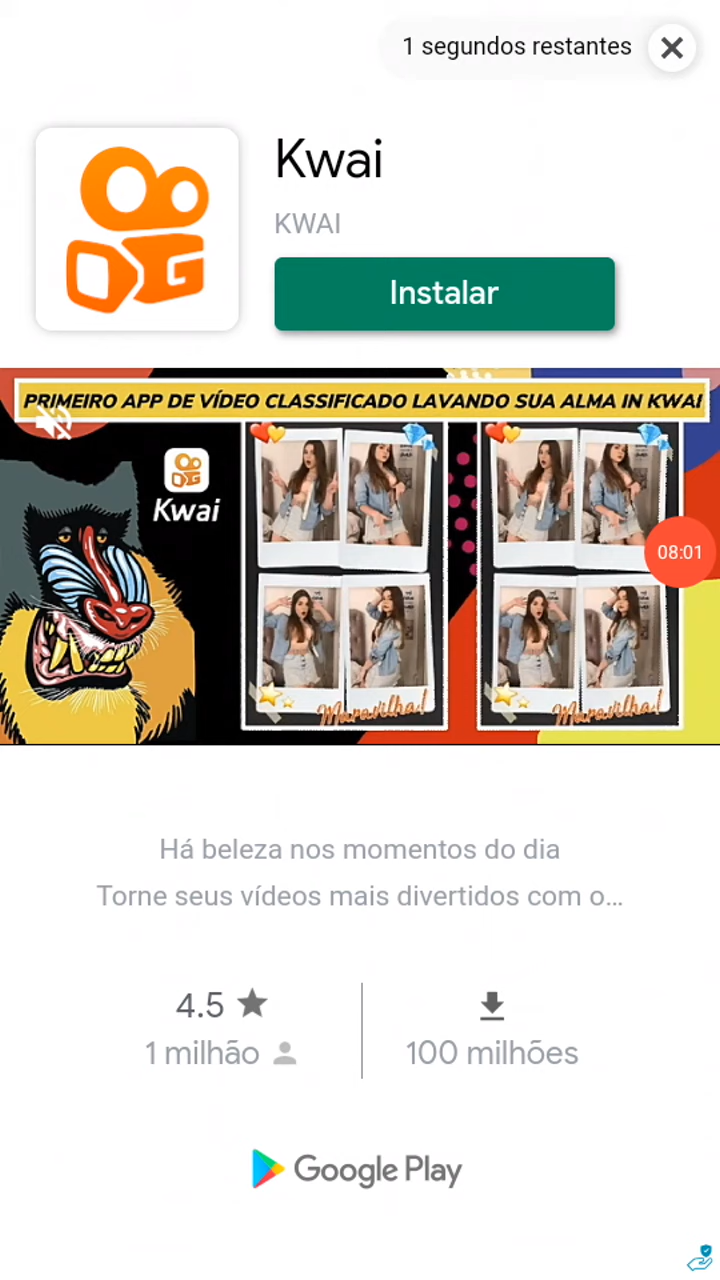 1 segundos restantes
Kwai
KWAI
Instalar
PRIMEIRO APP DE VÍDEO CLASSIFICADO LAVANDO SUA ALMA IN KWAI
Kwai
08:01
Maravilha!
Maravilha!
Há beleza nos momentos do dia
Torne seus vídeos mais divertidos com o...
4.5
1 milhão
100 milhões
Google Play